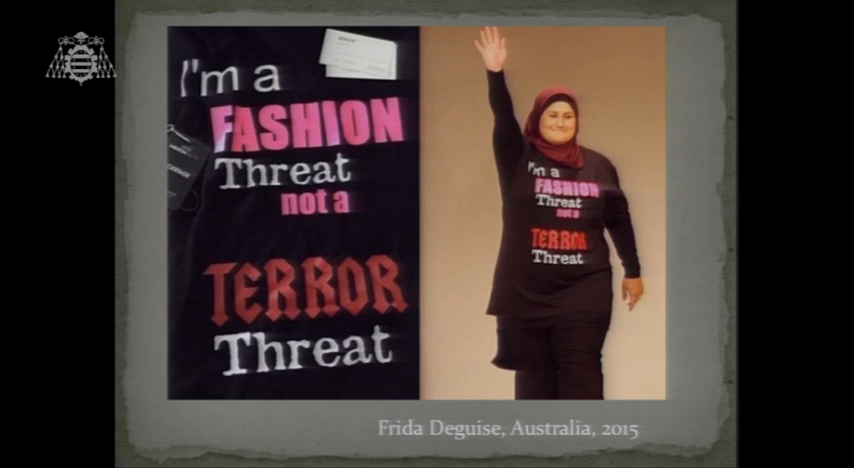 I'm a
FASHION
Threat
not a
TERROR
Threat
I'm a
FASHION
Threat
not a
TERROR
Threat
Frida Deguise, Australia, 2015